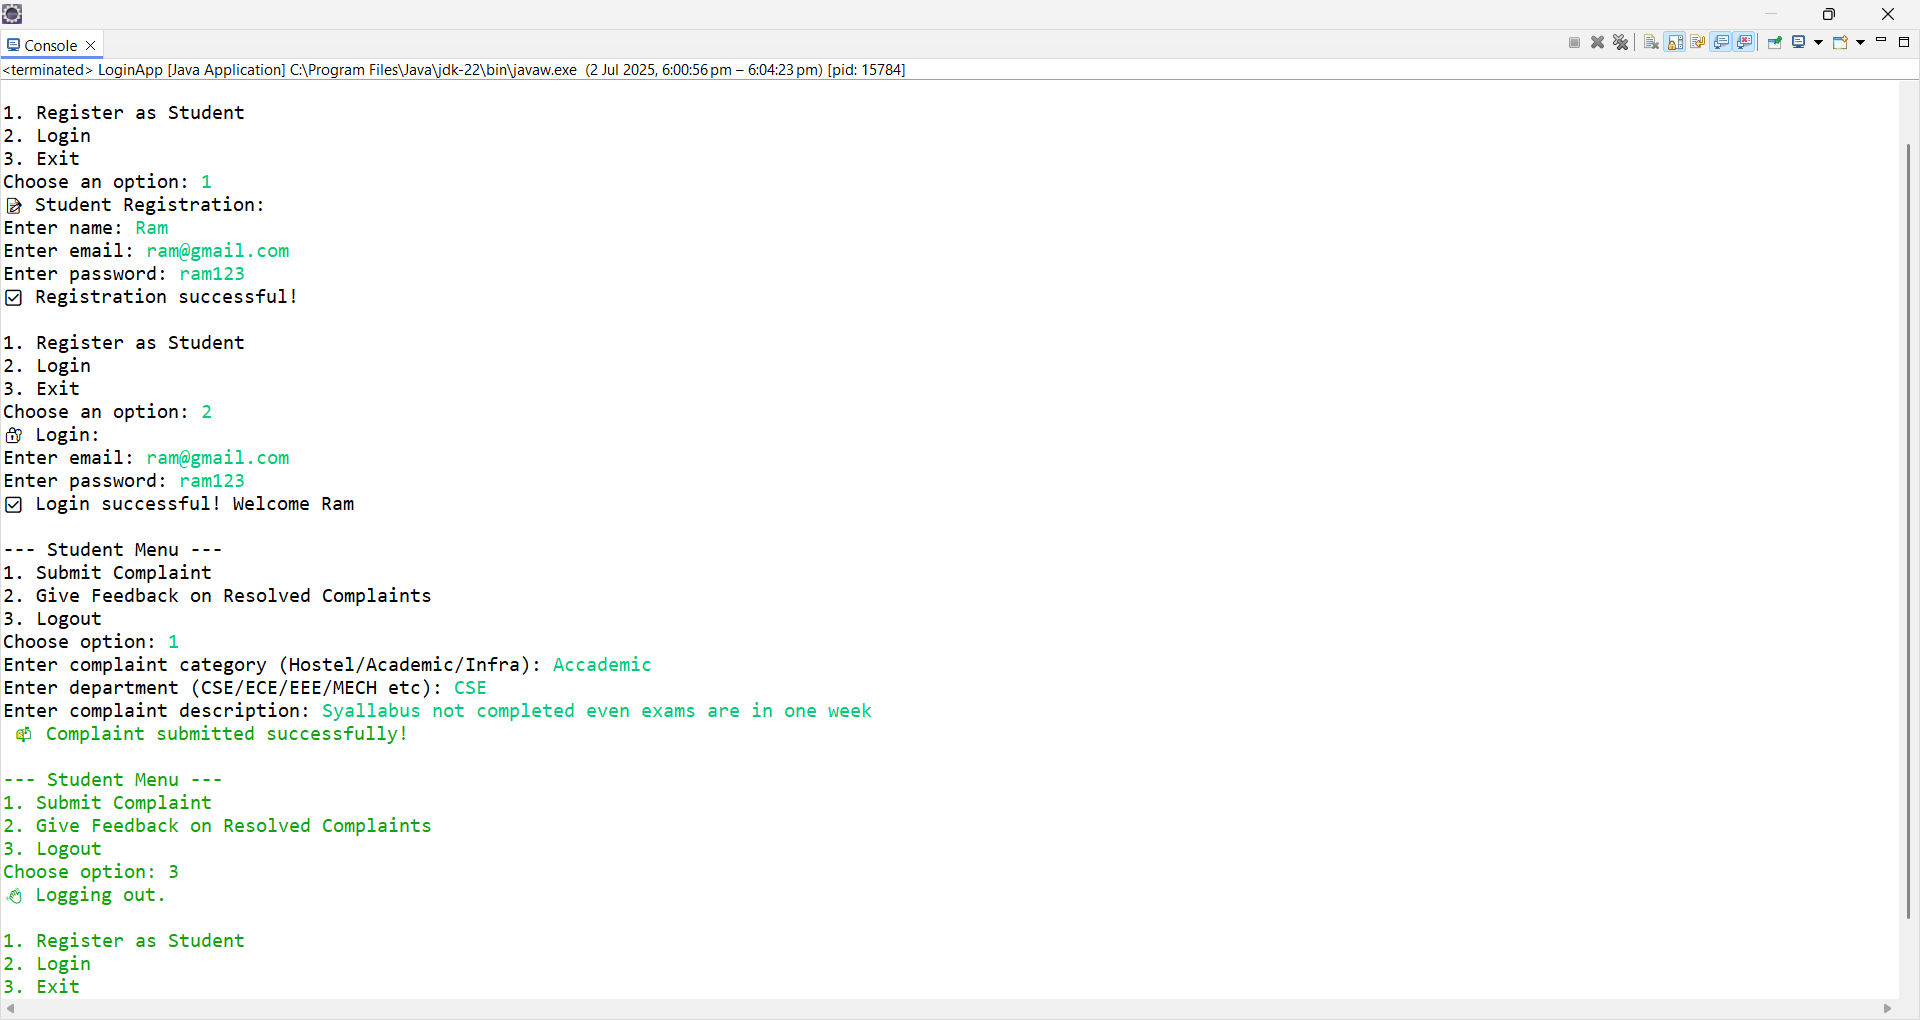 Console
<terminated> LoginApp [Java Application] C:\Program Files\Java\jdk-22\bin\javaw.exe (2 Jul 2025, 6:00:56 pm – 6:04:23 pm) [pid: 15784]
1. Register as Student
2. Login
3. Exit
Choose an option: 1
Student Registration:
Enter name: Ram
Enter email: ram@gmail.com
Enter password: ram123
Registration successful!
1. Register as Student
2. Login
3. Exit
Choose an option: 2
Login:
Enter email: ram@gmail.com
Enter password: ram123
Login successful! Welcome Ram
--- Student Menu ---
1. Submit Complaint
2. Give Feedback on Resolved Complaints
3. Logout
Choose option: 1
Enter complaint category (Hostel/Academic/Infra): Accademic
Enter department (CSE/ECE/EEE/MECH etc): CSE
Enter complaint description: Syallabus not completed even exams are in one week
Complaint submitted successfully!
--- Student Menu ---
1. Submit Complaint
2. Give Feedback on Resolved Complaints
3. Logout
Choose option: 3
Logging out.
1. Register as Student
2. Login
3. Exit